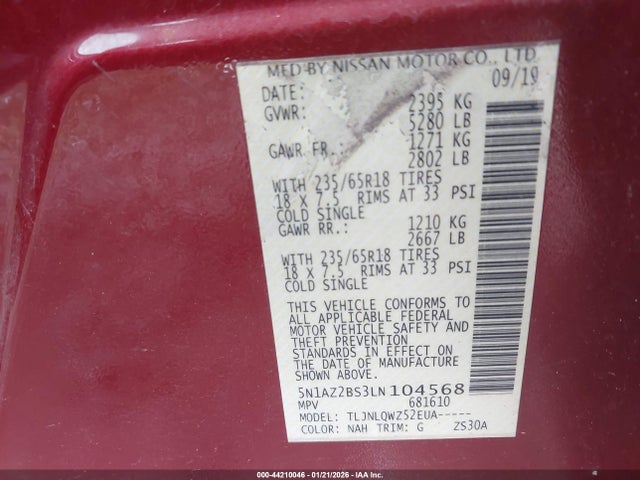 MFD BY NISSAN MOTOR CO., LTD
DATE: 09/19
GVWR: 2395 KG
5280 LB
GAWR FR.: 1271 KG
2802 LB
WITH 235/65R18 TIRES
18 X 7.5 RIMS AT 33 PSI
COLD SINGLE
GAWR RR.: 1210 KG
2667 LB
WITH 235/65R18 TIRES
18 X 7.5 RIMS AT 33 PSI
COLD SINGLE
THIS VEHICLE CONFORMS TO
ALL APPLICABLE FEDERAL
MOTOR VEHICLE SAFETY AND
THEFT PREVENTION
STANDARDS IN EFFECT ON
THE DATE OF MANUFACTURE
SHOWN ABOVE.
5N1AZ2BS3LN104568
MPV 681610
MODEL: TLJNLQWZ52EUA-----
COLOR: NAH TRIM: G ZS30A
000-44210046 - 01/21/2026 - IAA Inc.